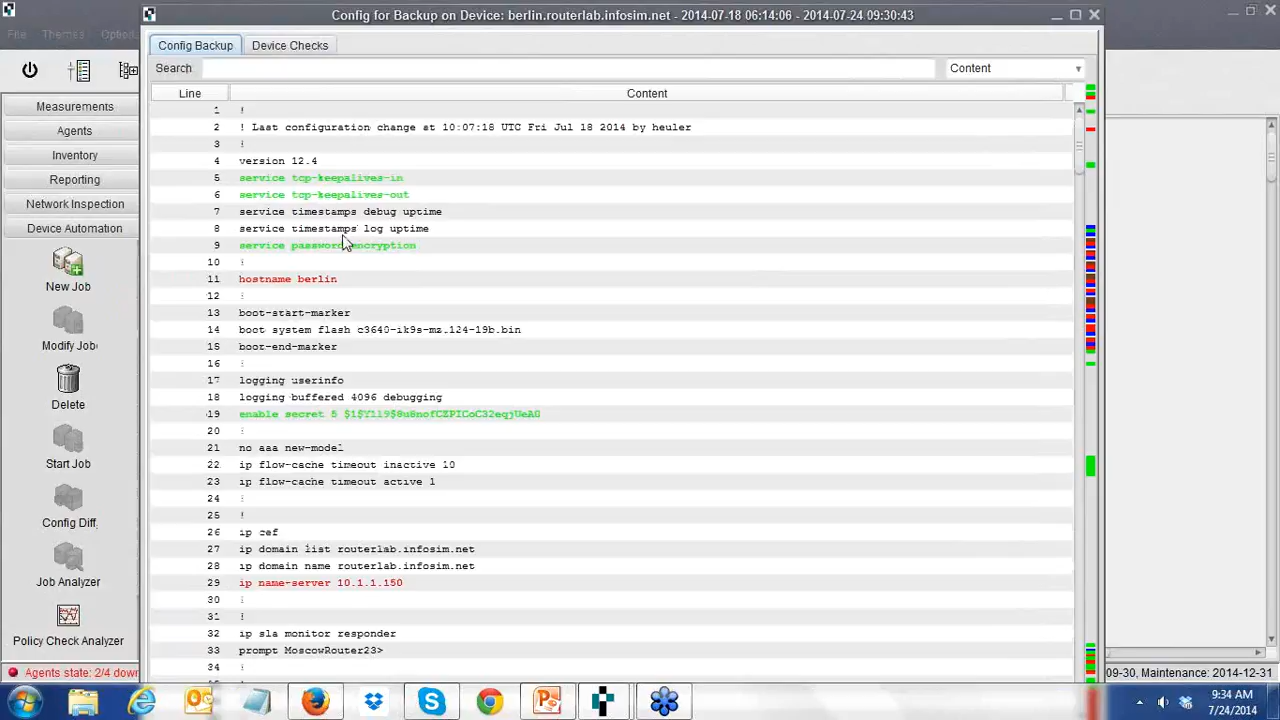 Config for Backup on Device: berlin.routerlab.infosim.net - 2014-07-18 06:14:06 - 2014-07-24 09:30:43
File
Themes
Config Backup
Device Checks
Search
Content
Line
Content
Measurements
Agents
Inventory
Reporting
Network Inspection
Device Automation
New Job
Modify Job
Delete
Start Job
Config Diff
Job Analyzer
Policy Check Analyzer
1 !
2 ! Last configuration change at 10:07:18 UTC Fri Jul 18 2014 by heuler
3 !
4 version 12.4
5 service tcp-keepalives-in
6 service tcp-keepalives-out
7 service timestamps debug uptime
8 service timestamps log uptime
9 service password-encryption
10 !
11 hostname berlin
12 !
13 boot-start-marker
14 boot system flash c3640-ik9s-mz.124-19b.bin
15 boot-end-marker
16 !
17 logging userinfo
18 logging buffered 4096 debugging
19 enable secret 5
20 !
21 no aaa new-model
22 ip flow-cache timeout inactive 10
23 ip flow-cache timeout active 1
24 !
25 !
26 ip cef
27 ip domain list routerlab.infosim.net
28 ip domain name routerlab.infosim.net
29 ip name-server 10.1.1.150
30 !
31 !
32 ip sla monitor responder
33 prompt MoscowRouter23>
34 !
Agents state: 2/4 down
09-30, Maintenance: 2014-12-31
9:34 AM
7/24/2014